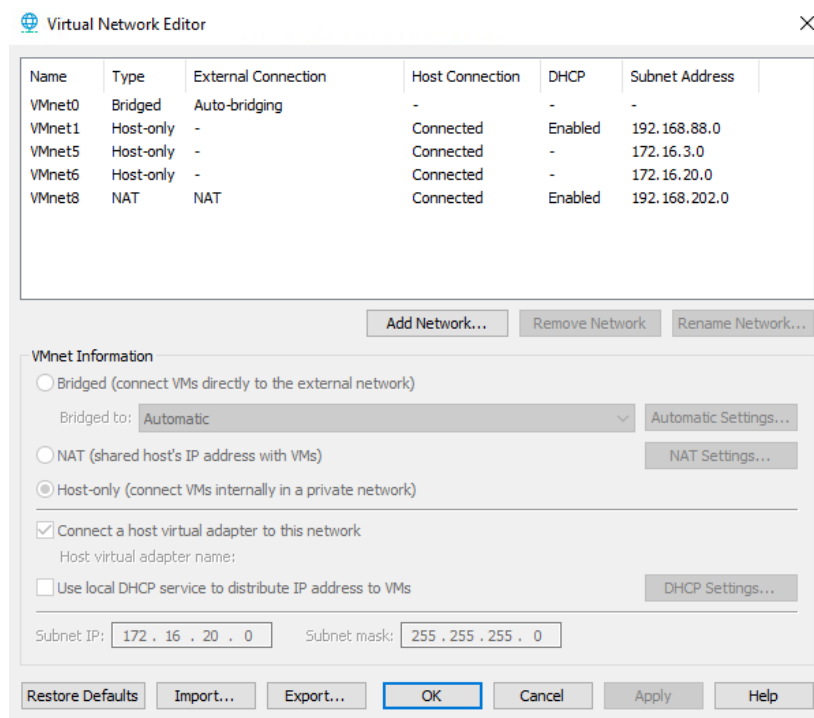 Virtual Network Editor
Name Type External Connection Host Connection DHCP Subnet Address
VMnet0 Bridged Auto-bridging - - -
VMnet1 Host-only - Connected Enabled 192.168.88.0
VMnet5 Host-only - Connected - 172.16.3.0
VMnet6 Host-only - Connected - 172.16.20.0
VMnet8 NAT NAT Connected Enabled 192.168.202.0
Add Network... Remove Network Rename Network...
VMnet Information
Bridged (connect VMs directly to the external network)
Bridged to: Automatic Automatic Settings...
NAT (shared host's IP address with VMs) NAT Settings...
Host-only (connect VMs internally in a private network)
Connect a host virtual adapter to this network
Host virtual adapter name:
Use local DHCP service to distribute IP address to VMs DHCP Settings...
Subnet IP: 172 . 16 . 20 . 0 Subnet mask: 255 . 255 . 255 . 0
Restore Defaults Import... Export... OK Cancel Apply Help